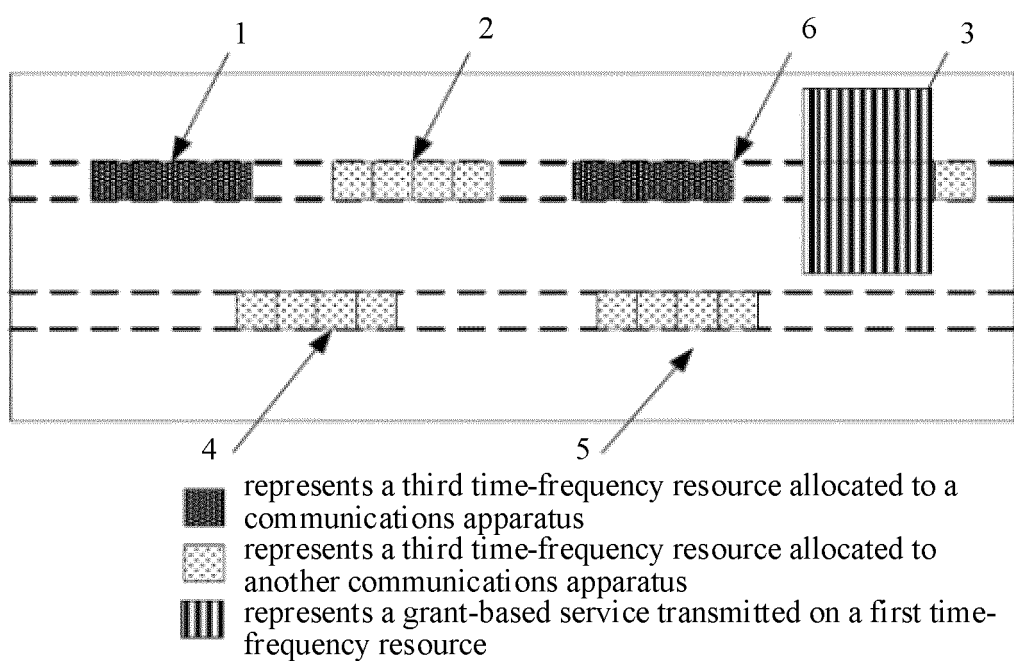 1 2 6 3
4 5
represents a third time-frequency resource allocated to a
communications apparatus
represents a third time-frequency resource allocated to
another communications apparatus
represents a grant-based service transmitted on a first time-
frequency resource